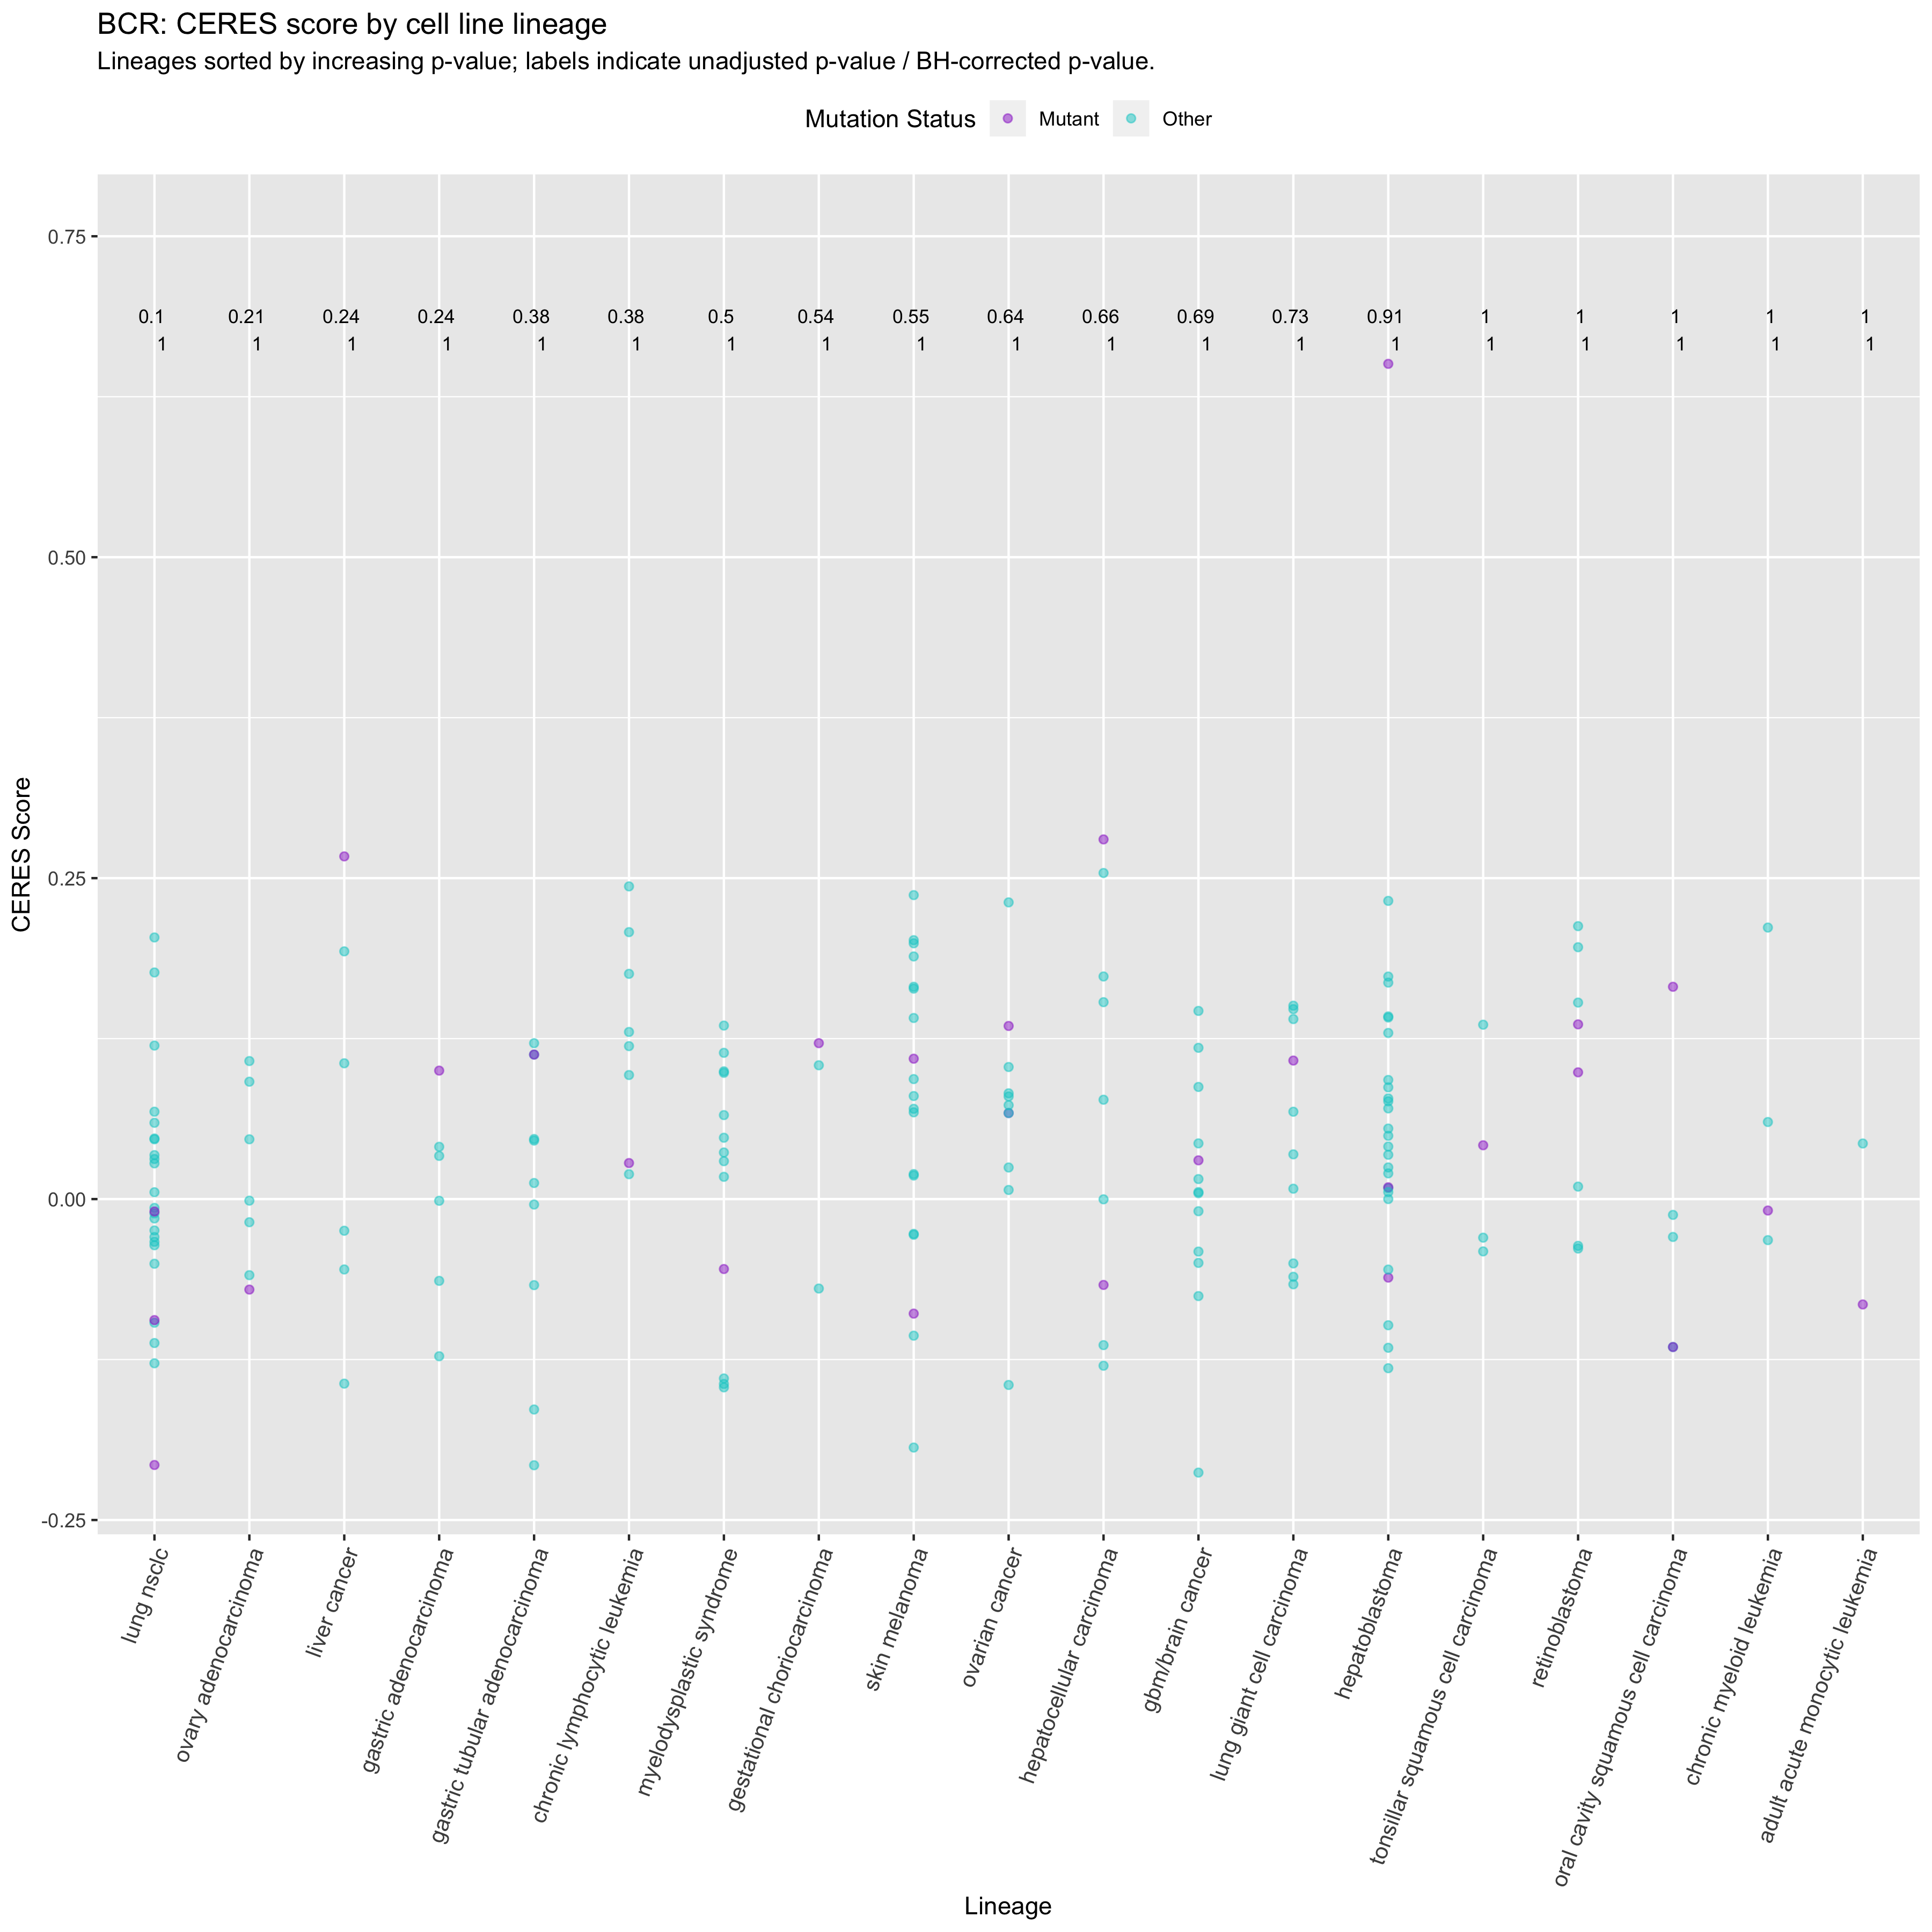 BCR: CERES score by cell line lineage
Lineages sorted by increasing p-value; labels indicate unadjusted p-value / BH-corrected p-value.
Mutation Status Mutant Other
0.75
0.1 0.21 0.24 0.24 0.38 0.38 0.5 0.54 0.55 0.64 0.66 0.69 0.73 0.91 1 1 1 1 1
1 1 1 1 1 1 1 1 1 1 1 1 1 1 1 1 1 1 1
0.50
0.25
0.00
-0.25
CERES Score
lung nsclc
ovary adenocarcinoma
liver cancer
gastric adenocarcinoma
gastric tubular adenocarcinoma
chronic lymphocytic leukemia
myelodysplastic syndrome
gestational choriocarcinoma
skin melanoma
ovarian cancer
hepatocellular carcinoma
gbm/brain cancer
lung giant cell carcinoma
hepatoblastoma
tonsillar squamous cell carcinoma
retinoblastoma
oral cavity squamous cell carcinoma
chronic myeloid leukemia
adult acute monocytic leukemia
Lineage